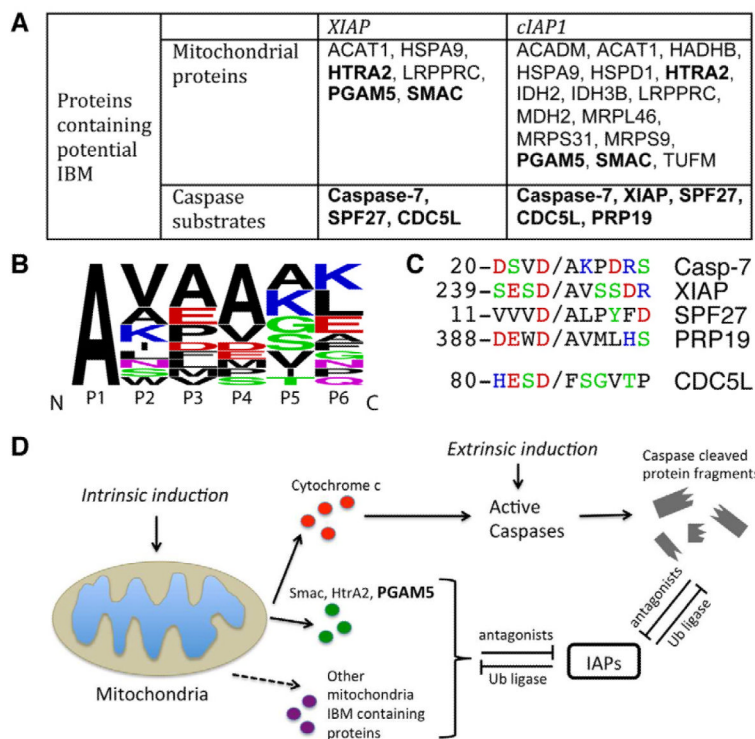 A
XIAP
cIAP1
Proteins
containing
potential
IBM
Mitochondrial
proteins
ACAT1, HSPA9,
HTRA2, LRPPRC,
PGAM5, SMAC
ACADM, ACAT1, HADHB,
HSPA9, HSPD1, HTRA2,
IDH2, IDH3B, LRPPRC,
MDH2, MRPL46,
MRPS31, MRPS9,
PGAM5, SMAC, TUFM
Caspase
substrates
Caspase-7,
SPF27, CDC5L
Caspase-7, XIAP, SPF27,
CDC5L, PRP19
B
N P1 P2 P3 P4 P5 P6 C
C
20-DSVD/AKPDRS Casp-7
239-SESD/AVSSDR XIAP
11-VVVD/ALPYFD SPF27
388-DEWD/AVMLHS PRP19
80-HESD/FSGVTP CDC5L
D
Intrinsic induction
Mitochondria
Cytochrome c
Extrinsic induction
Active
Caspases
Caspase cleaved
protein fragments
Smac, HtrA2, PGAM5
Other
mitochondria
IBM containing
proteins
antagonists
Ub ligase
IAPs
antagonists
Ub ligase